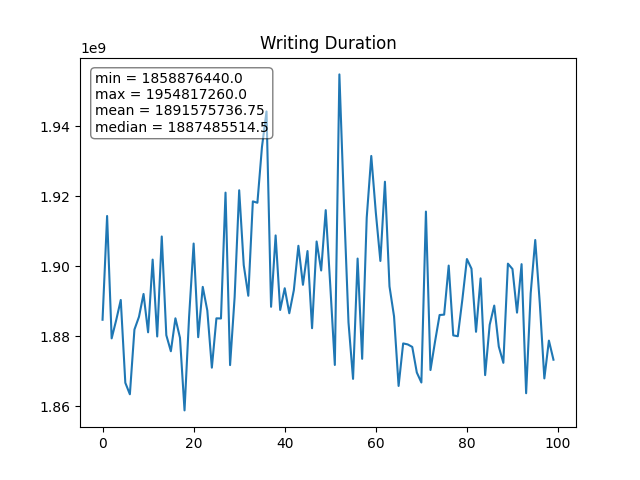 Writing Duration
1e9
min = 1858876440.0
max = 1954817260.0
mean = 1891575736.75
median = 1887485514.5
1.94
1.92
1.90
1.88
1.86
0 20 40 60 80 100